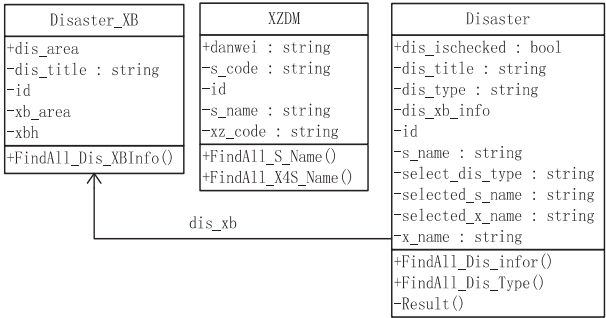 Disaster_XB
+dis_area
-dis_title : string
-id
-xb_area
-xbh
+FindAll_Dis_XBInfo()
XZDM
+danwei : string
-s_code : string
-id
-s_name : string
-xz_code : string
+FindAll_S_Name()
+FindAll_X4S_Name()
Disaster
+dis_ischecked : bool
-dis_title : string
-dis_type : string
-dis_xb_info
-id
-s_name : string
-select_dis_type : string
-selected_s_name : string
-selected_x_name : string
-x_name : string
+FindAll_Dis_infor()
+FindAll_Dis_Type()
-Result()
dis_xb